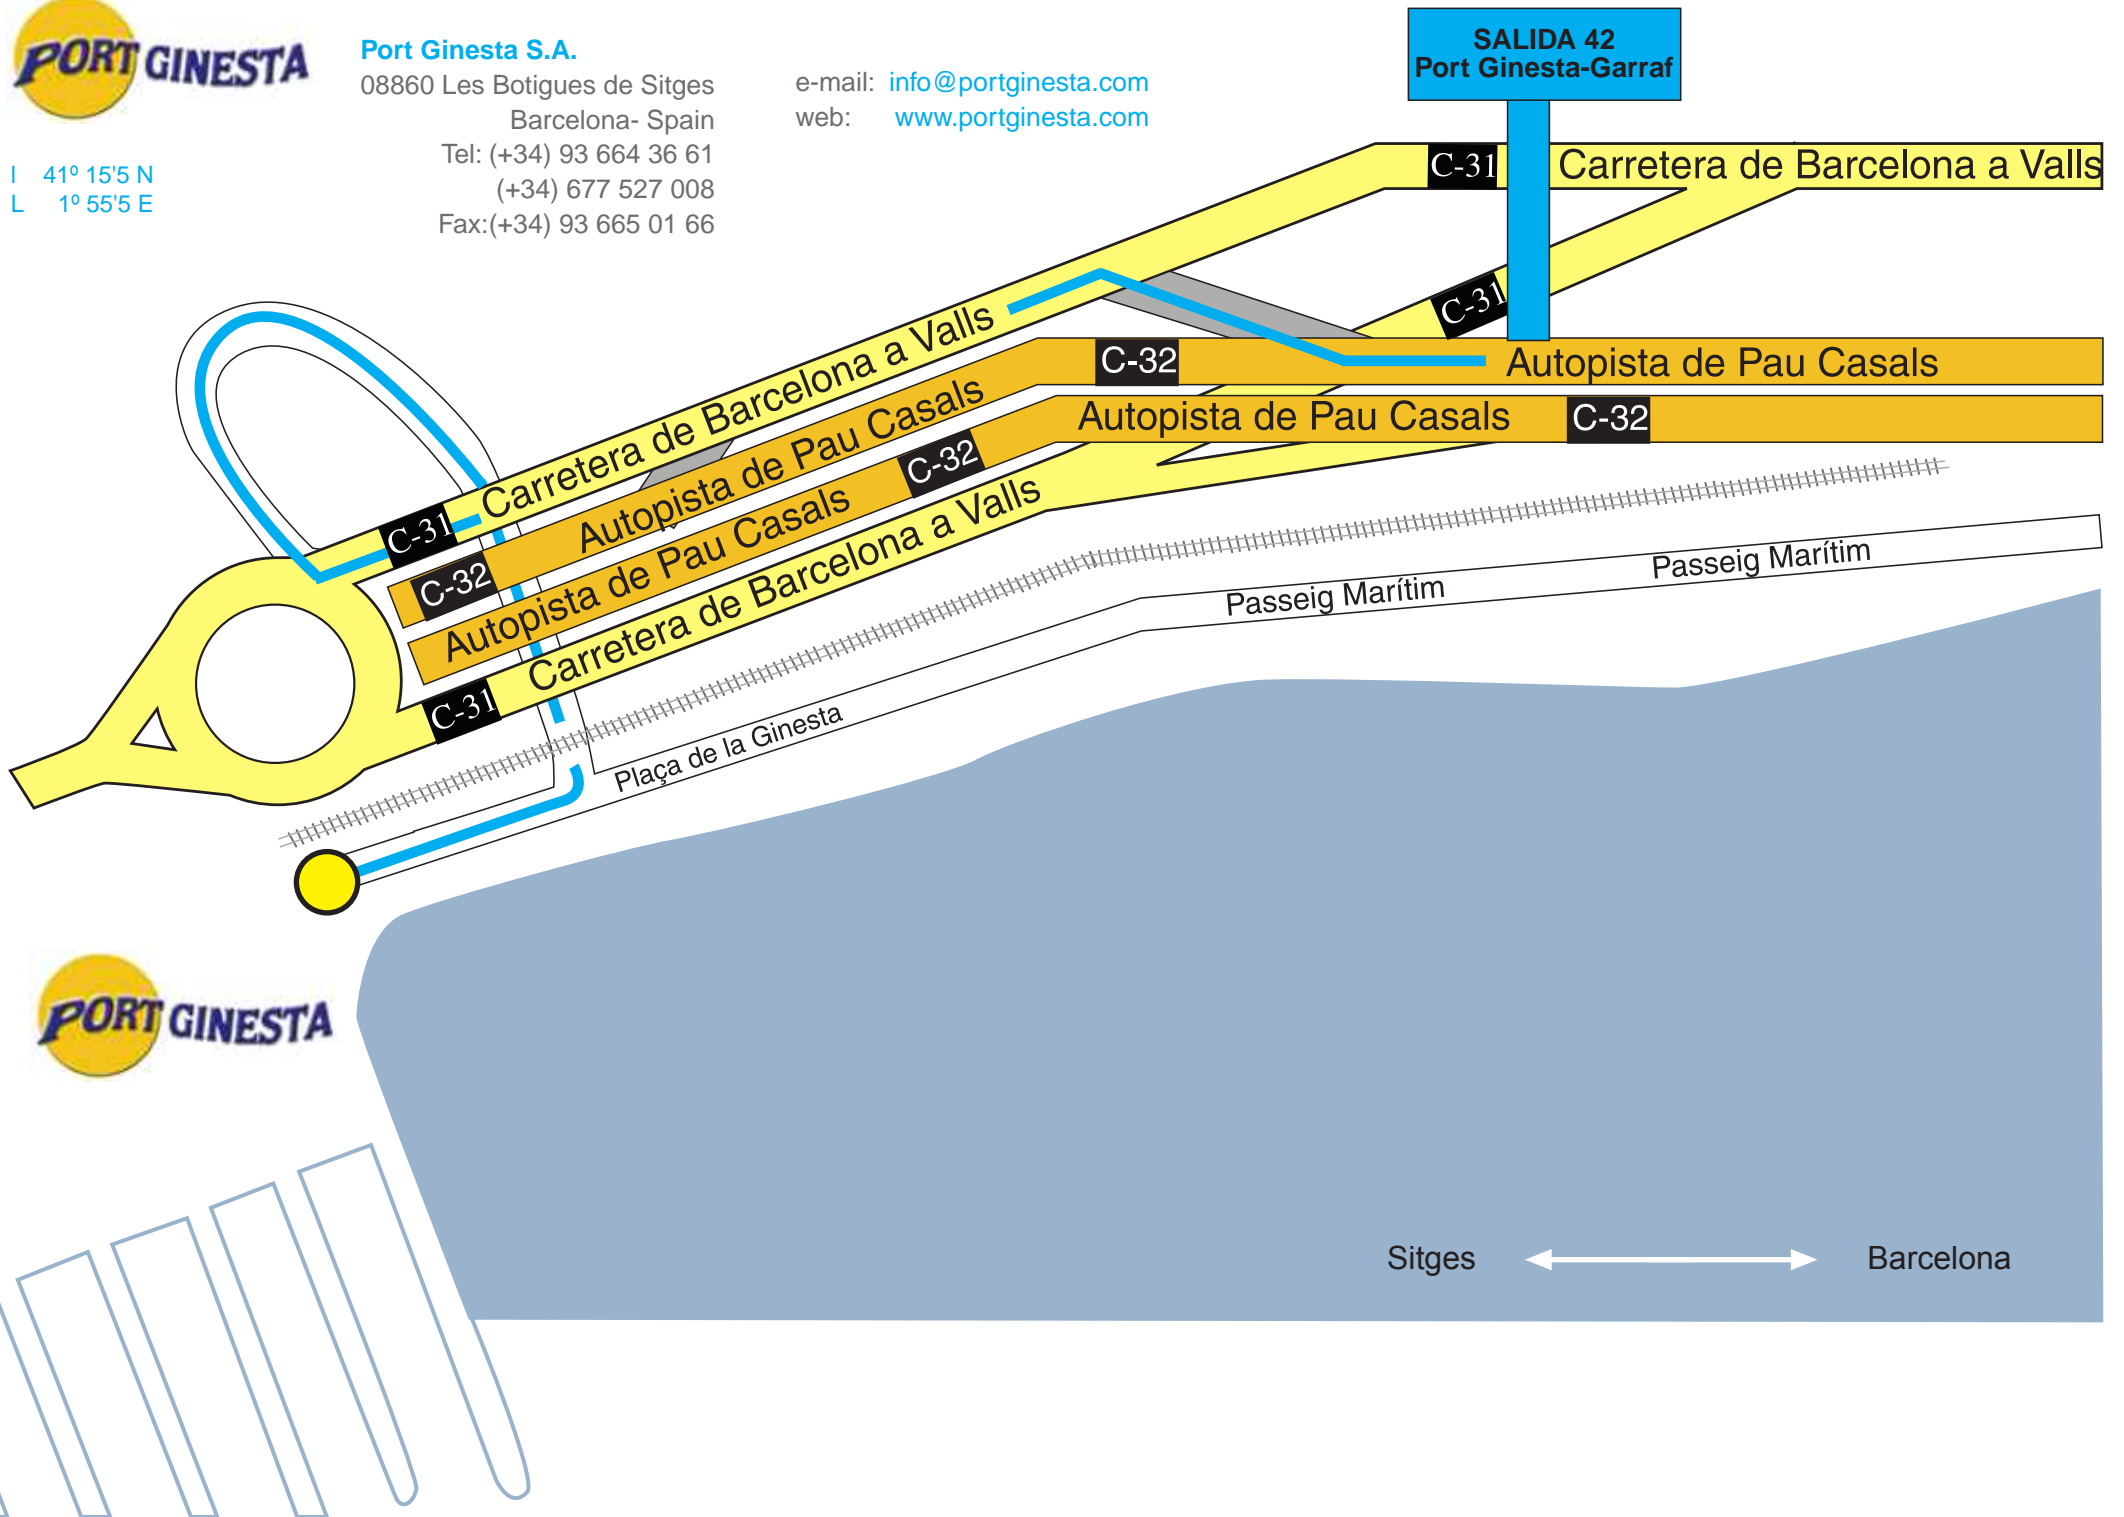 PORT GINESTA
Port Ginesta S.A.
08860 Les Botigues de Sitges
Barcelona- Spain
Tel: (+34) 93 664 36 61
(+34) 677 527 008
Fax:(+34) 93 665 01 66
e-mail: info@portginesta.com
web: www.portginesta.com
l 41º 15'5 N
L 1º 55'5 E
SALIDA 42
Port Ginesta-Garraf
C-31 Carretera de Barcelona a Valls
C-31
C-32 Autopista de Pau Casals
Autopista de Pau Casals C-32
C-31 Carretera de Barcelona a Valls
C-32 Autopista de Pau Casals
Autopista de Pau Casals C-32
C-31 Carretera de Barcelona a Valls
Passeig Marítim
Passeig Marítim
Plaça de la Ginesta
PORT GINESTA
Sitges
Barcelona